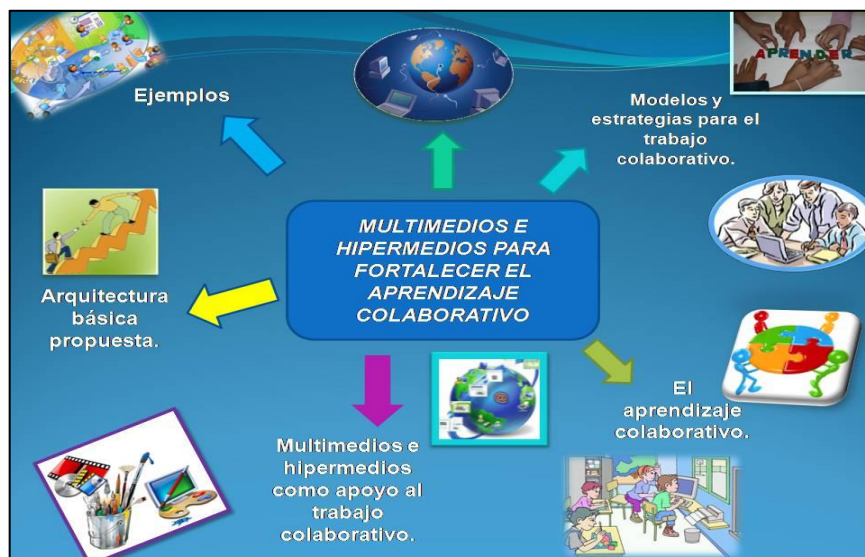 APRENDER
Ejemplos
Modelos y
estrategias para el
trabajo
colaborativo.
MULTIMEDIOS E
HIPERMEDIOS PARA
FORTALECER EL
APRENDIZAJE
COLABORATIVO
Arquitectura
básica
propuesta.
@
El
aprendizaje
colaborativo.
Multimedios e
hipermedios
como apoyo al
trabajo
colaborativo.